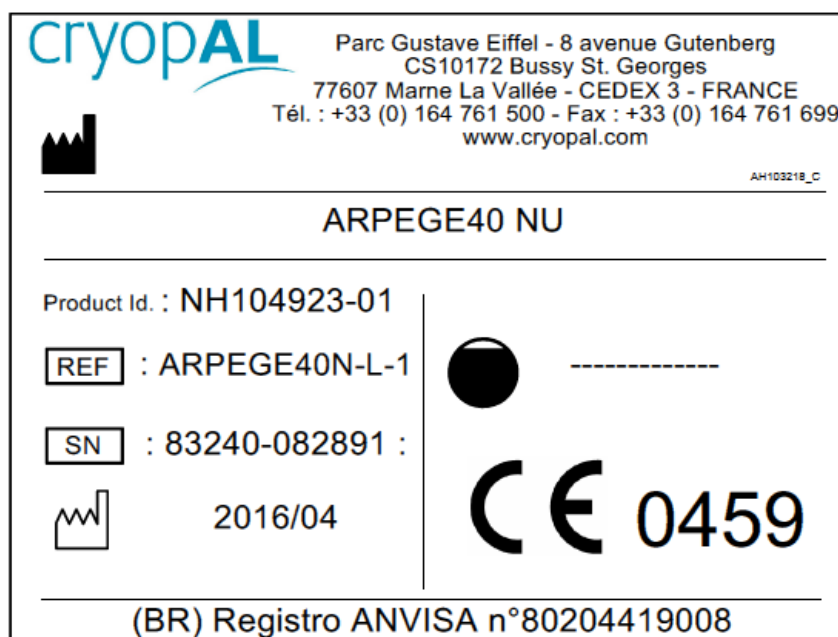 cryopAL
Parc Gustave Eiffel - 8 avenue Gutenberg
CS10172 Bussy St. Georges
77607 Marne La Vallée - CEDEX 3 - FRANCE
Tél. : +33 (0) 164 761 500 - Fax : +33 (0) 164 761 699
www.cryopal.com
AH103218_C
ARPEGE40 NU
Product Id. : NH104923-01
REF : ARPEGE40N-L-1
-------------
SN : 83240-082891 :
2016/04
CE 0459
(BR) Registro ANVISA n°80204419008